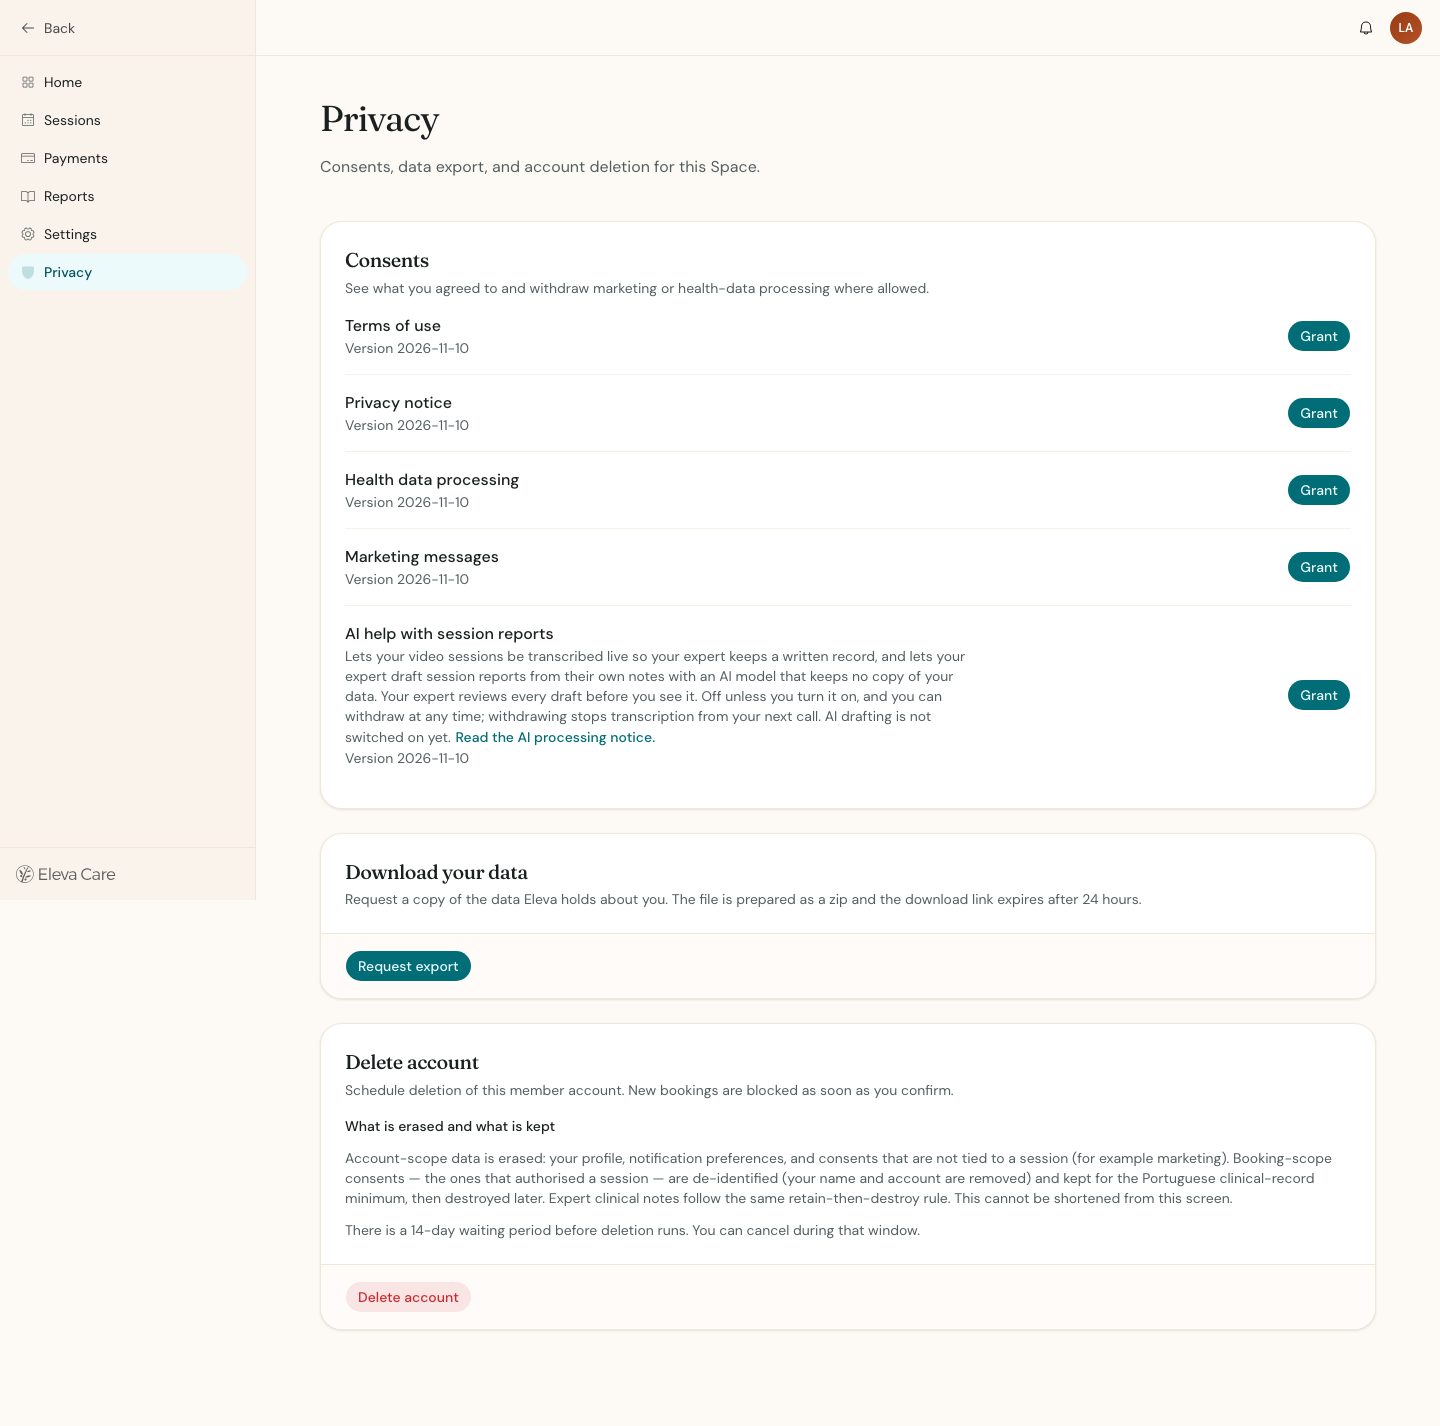 Back
LA
Home
Sessions
Payments
Reports
Settings
Privacy
Eleva Care
Privacy
Consents, data export, and account deletion for this Space.
Consents
See what you agreed to and withdraw marketing or health-data processing where allowed.
Terms of use
Version 2026-11-10
Grant
Privacy notice
Version 2026-11-10
Grant
Health data processing
Version 2026-11-10
Grant
Marketing messages
Version 2026-11-10
Grant
AI help with session reports
Lets your video sessions be transcribed live so your expert keeps a written record, and lets your
expert draft session reports from their own notes with an AI model that keeps no copy of your
data. Your expert reviews every draft before you see it. Off unless you turn it on, and you can
withdraw at any time; withdrawing stops transcription from your next call. AI drafting is not
switched on yet. Read the AI processing notice.
Version 2026-11-10
Grant
Download your data
Request a copy of the data Eleva holds about you. The file is prepared as a zip and the download link expires after 24 hours.
Request export
Delete account
Schedule deletion of this member account. New bookings are blocked as soon as you confirm.
What is erased and what is kept
Account-scope data is erased: your profile, notification preferences, and consents that are not tied to a session (for example marketing). Booking-scope
consents — the ones that authorised a session — are de-identified (your name and account are removed) and kept for the Portuguese clinical-record
minimum, then destroyed later. Expert clinical notes follow the same retain-then-destroy rule. This cannot be shortened from this screen.
There is a 14-day waiting period before deletion runs. You can cancel during that window.
Delete account